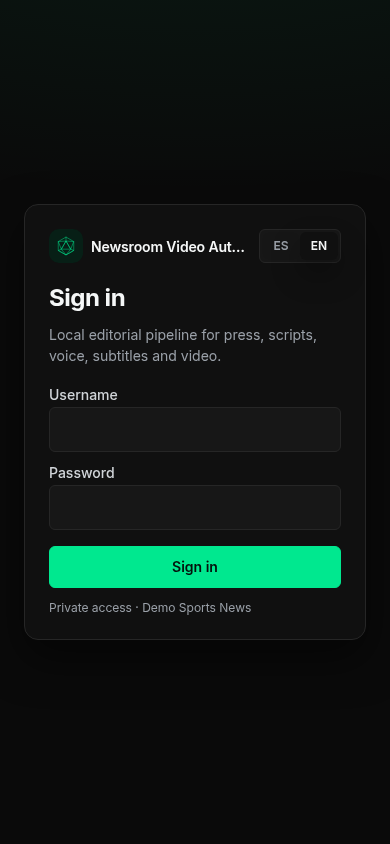 Newsroom Video Aut...
ES
EN
Sign in
Local editorial pipeline for press, scripts,
voice, subtitles and video.
Username
Password
Sign in
Private access · Demo Sports News